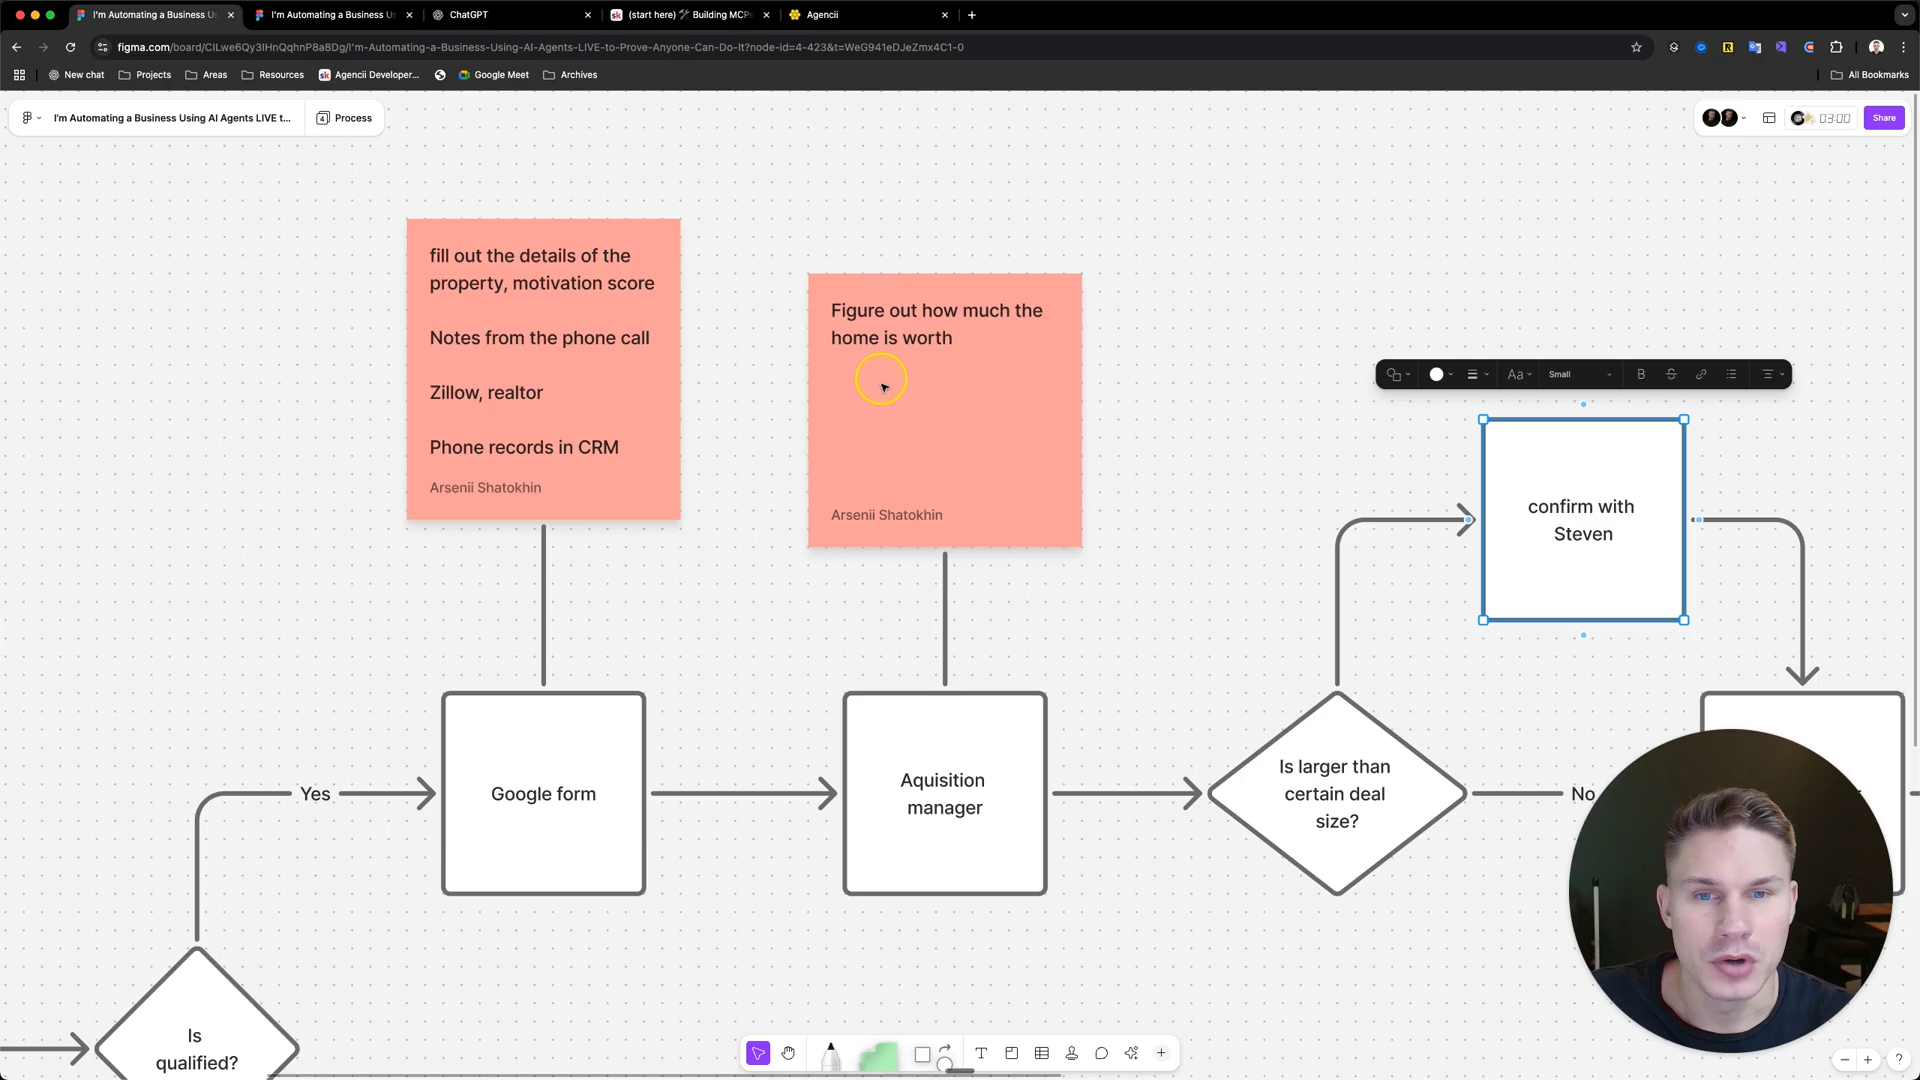 I'm Automating a Business Us
I'm Automating a Business Us
ChatGPT
(start here) 🛠 Building MCPs
Agencii
figma.com/board/CILwe6Qy3IHnQqhnP8a8Dg/I'm-Automating-a-Business-Using-AI-Agents-LIVE-to-Prove-Anyone-Can-Do-It?node-id=4-423&t=WeG941eDJeZmx4C1-0
New chat
Projects
Areas
Resources
Agencii Developer...
Google Meet
Archives
All Bookmarks
I'm Automating a Business Using AI Agents LIVE t...
4
Process
03:00
Share
fill out the details of the
property, motivation score
Notes from the phone call
Zillow, realtor
Phone records in CRM
Arsenii Shatokhin
Figure out how much the
home is worth
Arsenii Shatokhin
Aa
Small
B
S
confirm with
Steven
Yes
Google form
Aquisition
manager
Is larger than
certain deal
size?
No
Is
qualified?
T
?